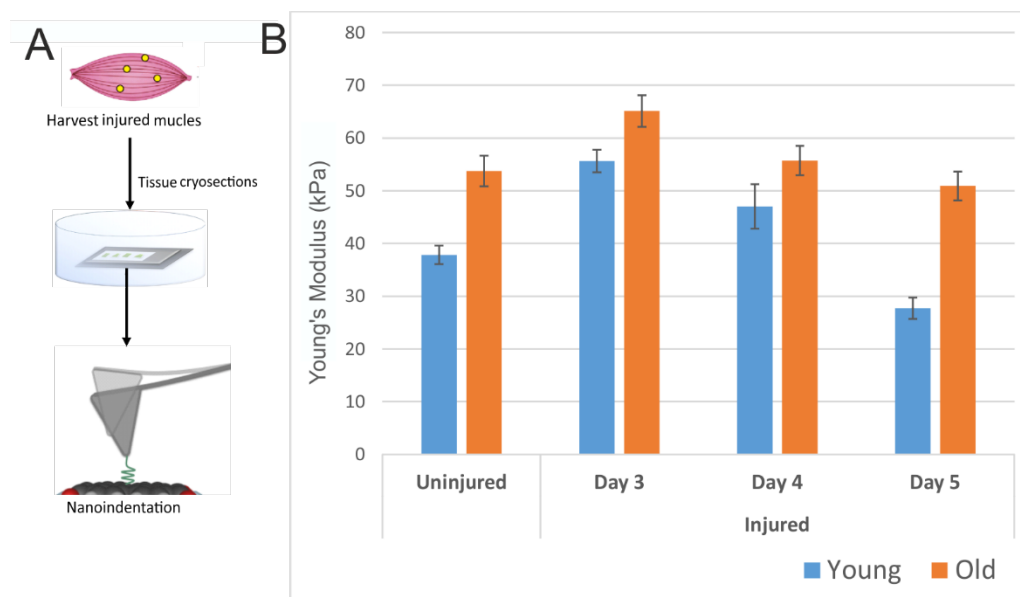 A
Harvest injured mucles
Tissue cryosections
Nanoindentation
B
Young's Modulus (kPa)
80
70
60
50
40
30
20
10
0
Uninjured Day 3 Day 4 Day 5
Injured
Young Old